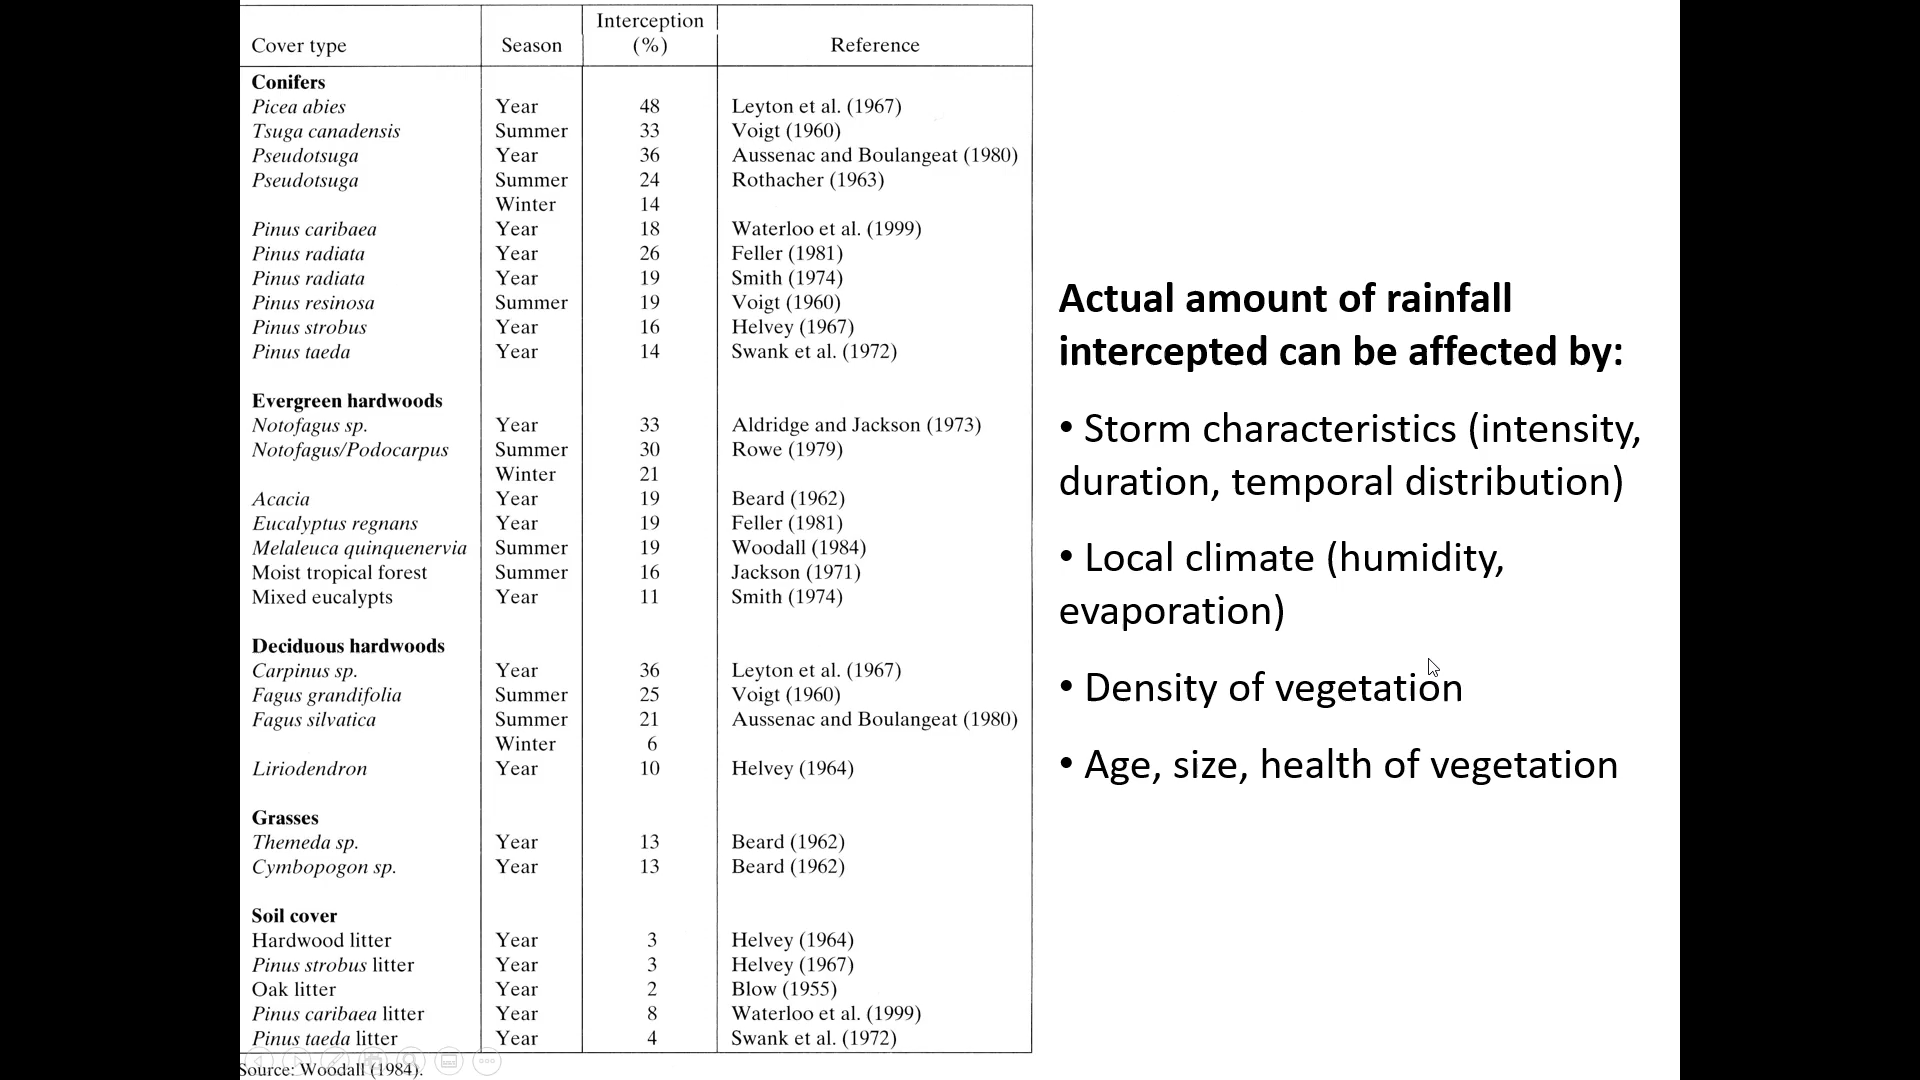 Cover type Season Interception (%) Reference
Conifers
Picea abies Year 48 Leyton et al. (1967)
Tsuga canadensis Summer 33 Voigt (1960)
Pseudotsuga Year 36 Aussenac and Boulangeat (1980)
Pseudotsuga Summer 24 Rothacher (1963)
Winter 14
Pinus caribaea Year 18 Waterloo et al. (1999)
Pinus radiata Year 26 Feller (1981)
Pinus radiata Year 19 Smith (1974)
Pinus resinosa Summer 19 Voigt (1960)
Pinus strobus Year 16 Helvey (1967)
Pinus taeda Year 14 Swank et al. (1972)
Evergreen hardwoods
Notofagus sp. Year 33 Aldridge and Jackson (1973)
Notofagus/Podocarpus Summer 30 Rowe (1979)
Winter 21
Acacia Year 19 Beard (1962)
Eucalyptus regnans Year 19 Feller (1981)
Melaleuca quinquenervia Summer 19 Woodall (1984)
Moist tropical forest Summer 16 Jackson (1971)
Mixed eucalypts Year 11 Smith (1974)
Deciduous hardwoods
Carpinus sp. Year 36 Leyton et al. (1967)
Fagus grandifolia Summer 25 Voigt (1960)
Fagus silvatica Summer 21 Aussenac and Boulangeat (1980)
Winter 6
Liriodendron Year 10 Helvey (1964)
Grasses
Themeda sp. Year 13 Beard (1962)
Cymbopogon sp. Year 13 Beard (1962)
Soil cover
Hardwood litter Year 3 Helvey (1964)
Pinus strobus litter Year 3 Helvey (1967)
Oak litter Year 2 Blow (1955)
Pinus caribaea litter Year 8 Waterloo et al. (1999)
Pinus taeda litter Year 4 Swank et al. (1972)
Source: Woodall (1984).
Actual amount of rainfall
intercepted can be affected by:
• Storm characteristics (intensity,
duration, temporal distribution)
• Local climate (humidity,
evaporation)
• Density of vegetation
• Age, size, health of vegetation